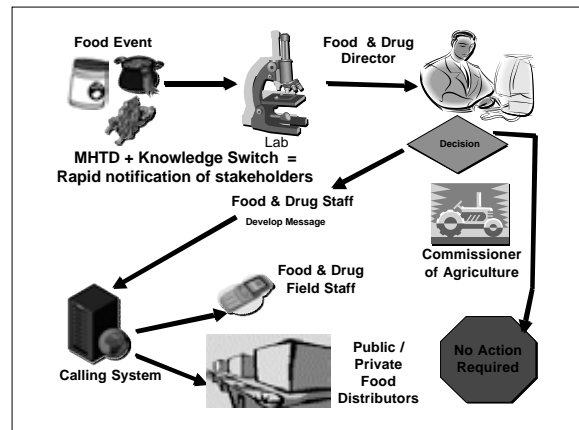 Food Event
Food & Drug
Director
Lab
MHTD + Knowledge Switch =
Rapid notification of stakeholders
Decision
Food & Drug Staff
Develop Message
Commissioner
of Agriculture
Food & Drug
Field Staff
Calling System
Public /
Private
Food
Distributors
No Action
Required